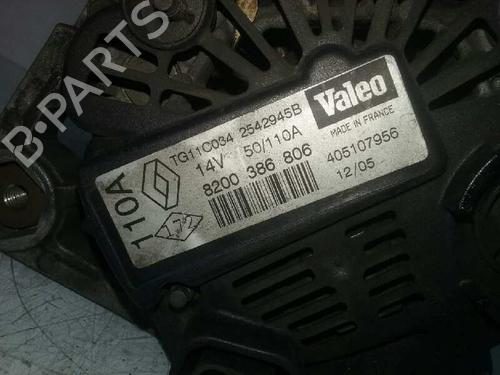 B-PARTS
110A
TG11C034 2542945B
14V 50/110A
8200 386 806
Valeo
MADE IN FRANCE
405107956
12/05